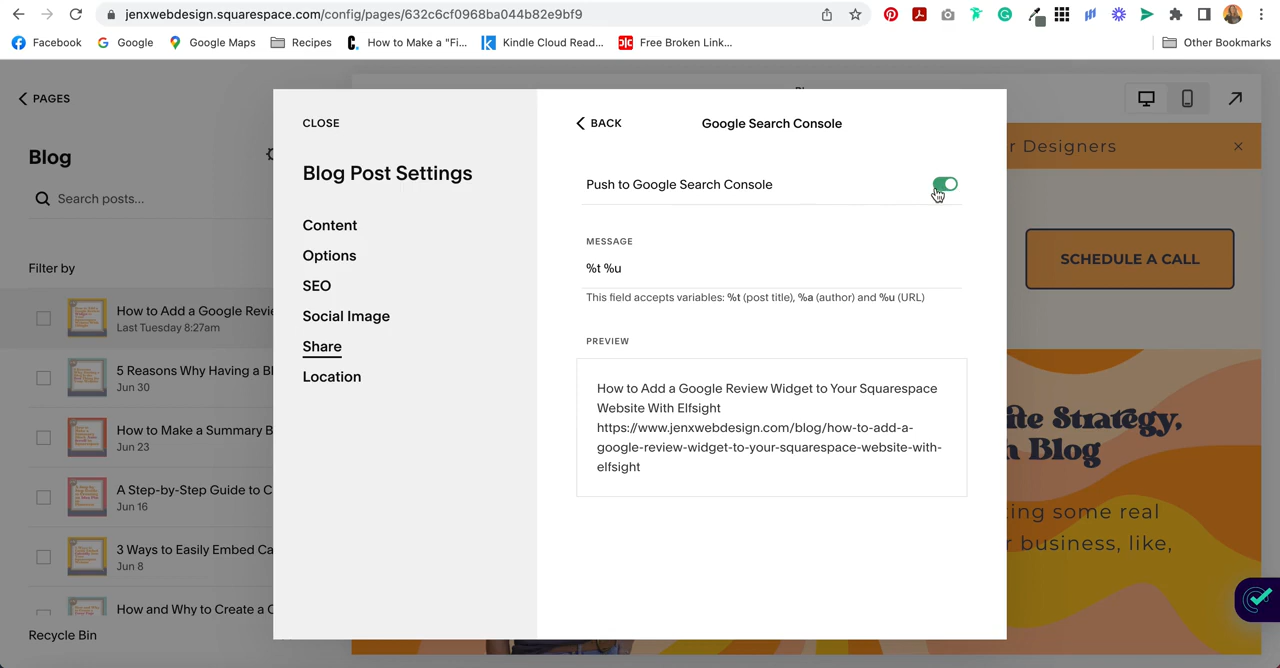 jenxwebdesign.squarespace.com/config/pages/632c6cf0968ba044b82e9bf9
Facebook
Google
Google Maps
Recipes
How to Make a "Fi...
Kindle Cloud Read...
Free Broken Link...
Other Bookmarks
PAGES
Blog
Search posts...
Filter by
How to Add a Google Revie
Last Tuesday 8:27am
5 Reasons Why Having a Bl
Jun 30
How to Make a Summary B
Jun 23
A Step-by-Step Guide to C
Jun 16
3 Ways to Easily Embed Ca
Jun 8
How and Why to Create a C
Recycle Bin
CLOSE
Blog Post Settings
Content
Options
SEO
Social Image
Share
Location
BACK
Google Search Console
Push to Google Search Console
MESSAGE
%t %u
This field accepts variables: %t (post title), %a (author) and %u (URL)
PREVIEW
How to Add a Google Review Widget to Your Squarespace
Website With Elfsight
https://www.jenxwebdesign.com/blog/how-to-add-a-
google-review-widget-to-your-squarespace-website-with-
elfsight
r Designers
SCHEDULE A CALL
Strategy,
Blog
some real
business, like,